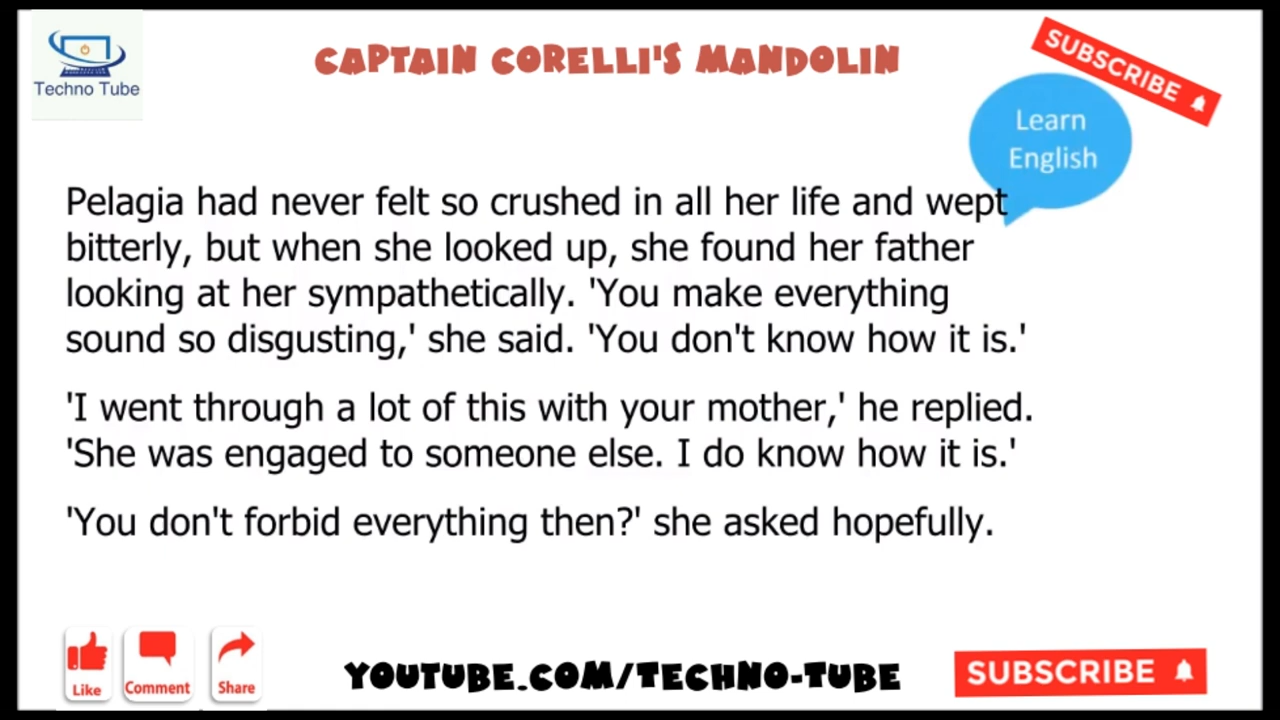 Techno Tube
CAPTAIN CORELLI'S MANDOLIN
SUBSCRIBE
Learn
English
Pelagia had never felt so crushed in all her life and wept
bitterly, but when she looked up, she found her father
looking at her sympathetically. 'You make everything
sound so disgusting,' she said. 'You don't know how it is.'
'I went through a lot of this with your mother,' he replied.
'She was engaged to someone else. I do know how it is.'
'You don't forbid everything then?' she asked hopefully.
Like
Comment
Share
YOUTUBE.COM/TECHNO-TUBE
SUBSCRIBE